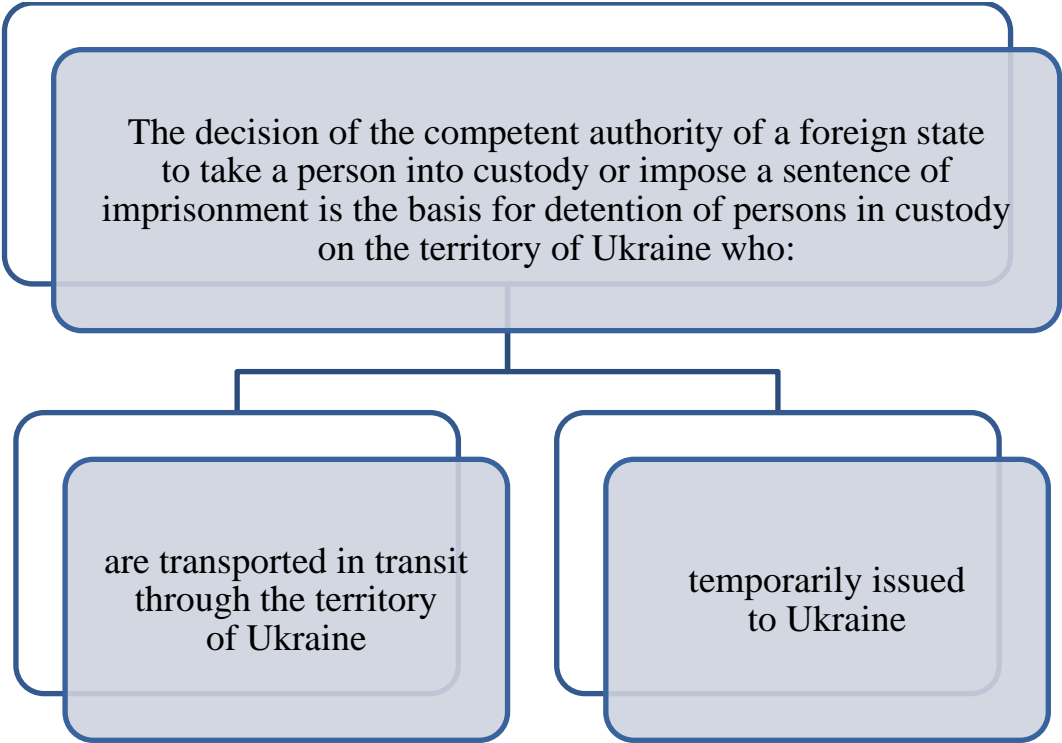 The decision of the competent authority of a foreign state
to take a person into custody or impose a sentence of
imprisonment is the basis for detention of persons in custody
on the territory of Ukraine who:
are transported in transit
through the territory
of Ukraine
temporarily issued
to Ukraine